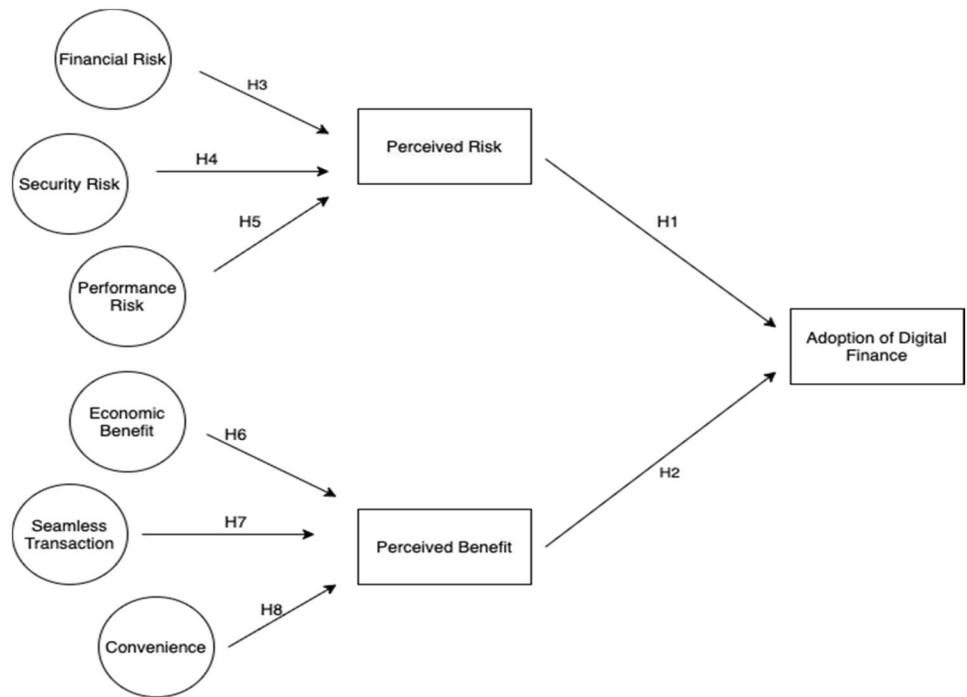 Financial Risk
H3
Perceived Risk
H4
Security Risk
H5
H1
Performance
Risk
Adoption of Digital
Finance
Economic
Benefit
H6
H2
H7
Seamless
Transaction
Perceived Benefit
H8
Convenience